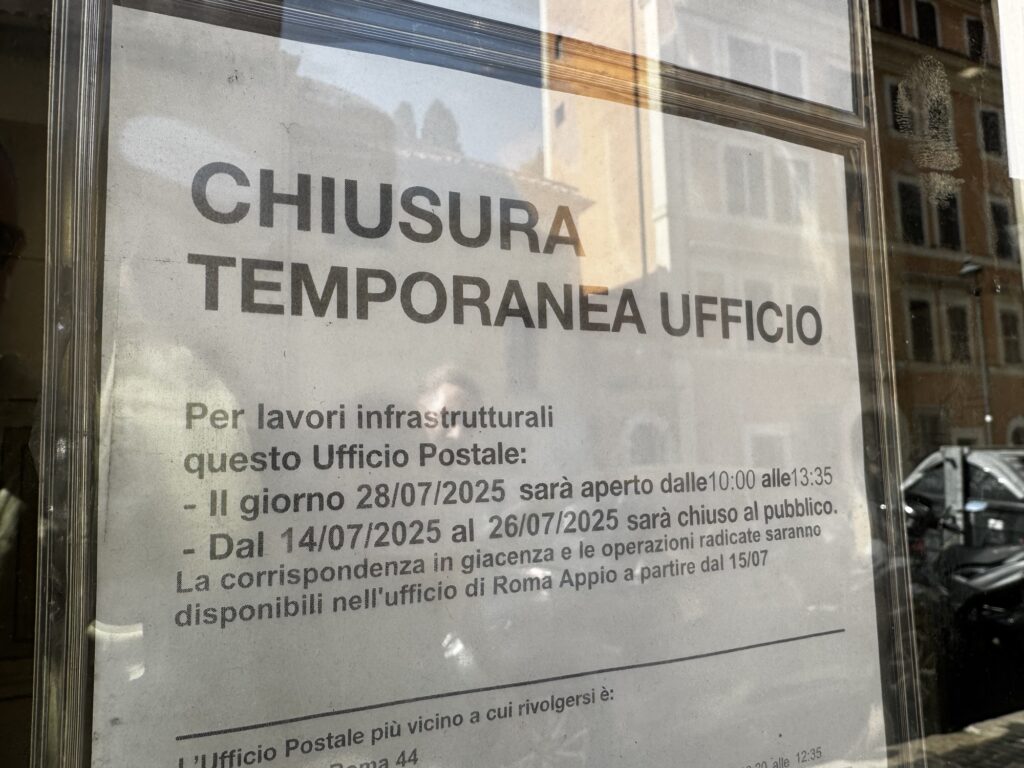 CHIUSURA
TEMPORANEA UFFICIO
Per lavori infrastrutturali
questo Ufficio Postale:
- Il giorno 28/07/2025 sarà aperto dalle10:00 alle13:35
- Dal 14/07/2025 al 26/07/2025 sarà chiuso al pubblico.
La corrispondenza in giacenza e le operazioni radicate saranno
disponibili nell'ufficio di Roma Appio a partire dal 15/07
L'Ufficio Postale più vicino a cui rivolgersi è:
Roma 44
alle 12:35